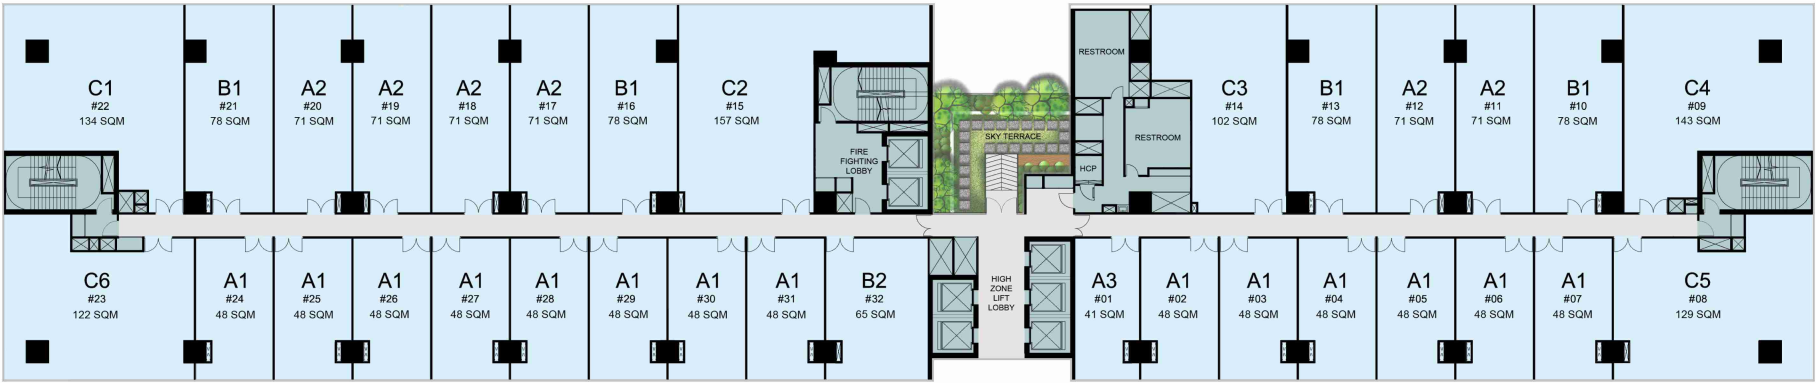 C1
#22
134 SQM
B1
#21
78 SQM
A2
#20
71 SQM
A2
#19
71 SQM
A2
#18
71 SQM
A2
#17
71 SQM
B1
#16
78 SQM
C2
#15
157 SQM
FIRE
FIGHTING
LOBBY
SKY TERRACE
RESTROOM
RESTROOM
HCP
C3
#14
102 SQM
B1
#13
78 SQM
A2
#12
71 SQM
A2
#11
71 SQM
B1
#10
78 SQM
C4
#09
143 SQM
C6
#23
122 SQM
A1
#24
48 SQM
A1
#25
48 SQM
A1
#26
48 SQM
A1
#27
48 SQM
A1
#28
48 SQM
A1
#29
48 SQM
A1
#30
48 SQM
A1
#31
48 SQM
B2
#32
65 SQM
HIGH
ZONE
LIFT
LOBBY
A3
#01
41 SQM
A1
#02
48 SQM
A1
#03
48 SQM
A1
#04
48 SQM
A1
#05
48 SQM
A1
#06
48 SQM
A1
#07
48 SQM
C5
#08
129 SQM